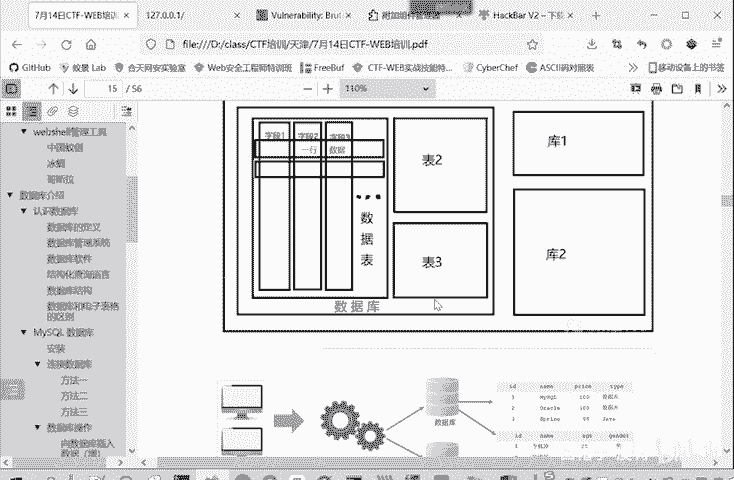 7月14日CTF-WEB培训.pdf
127.0.0.1/
Vulnerability: Bru
附加组件管理器
HackBar V2 – 下载
file:///D:/class/CTF培训/天津/7月14日CTF-WEB培训.pdf
GitHub
蚁景 Lab
合天网安实验室
Web安全工程师特训班
FreeBuf
CTF-WEB实战技能特...
CyberChef
ASCII码对照表
移动设备上的书签
15 / 56
110%
webshell管理工具
中国蚁剑
冰蝎
哥斯拉
数据库介绍
认识数据库
数据库的定义
数据库管理系统
数据库软件
结构化查询语言
数据库结构
数据库和电子表格
的区别
MySQL 数据库
安装
连接数据库
方法一
方法二
方法三
数据库操作
向数据库插入
数据（增）
字段1
字段2
字段3
一行
数据
数据表
表2
表3
数据库
库1
库2
数据库
id name price type
1 MySQL 100 数据库
2 Oracle 100 数据库
3 Spring 98 Java
id name age gender